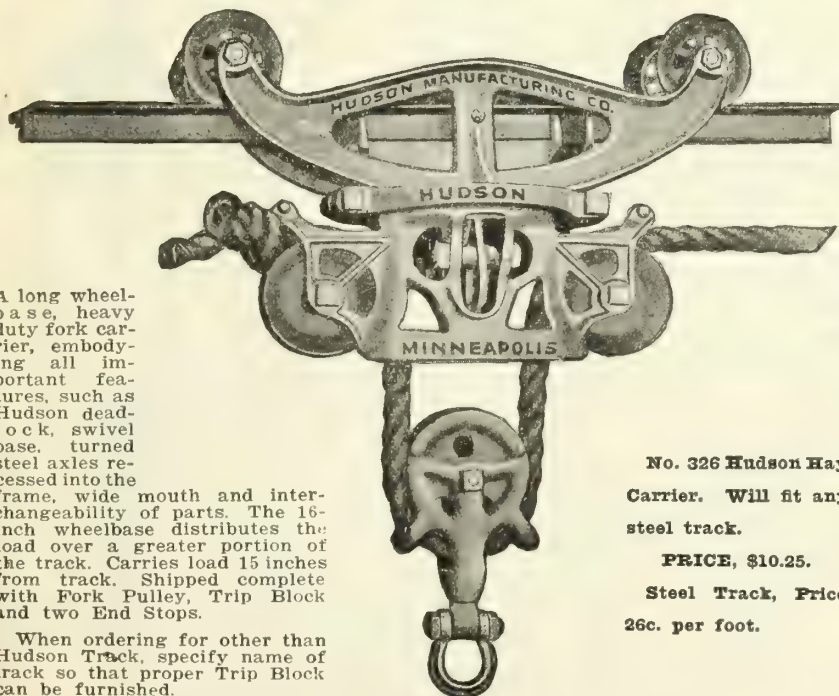 HUDSON MANUFACTURING CO.
HUDSON
MINNEAPOLIS
A long wheel-
base, heavy
duty fork car-
rier, embody-
ing all im-
portant fea-
tures, such as
Hudson dead-
lock, swivel
base, turned
steel axles re-
cessed into the
frame, wide mouth and inter-
changeability of parts. The 16-
inch wheelbase distributes the
load over a greater portion of
the track. Carries load 15 inches
from track. Shipped complete
with Fork Pulley, Trip Block
and two End Stops.
When ordering for other than
Hudson Track, specify name of
track so that proper Trip Block
can be furnished.
No. 326 Hudson Hay
Carrier. Will fit any
steel track.
PRICE, $10.25.
Steel Track, Price
26c. per foot.